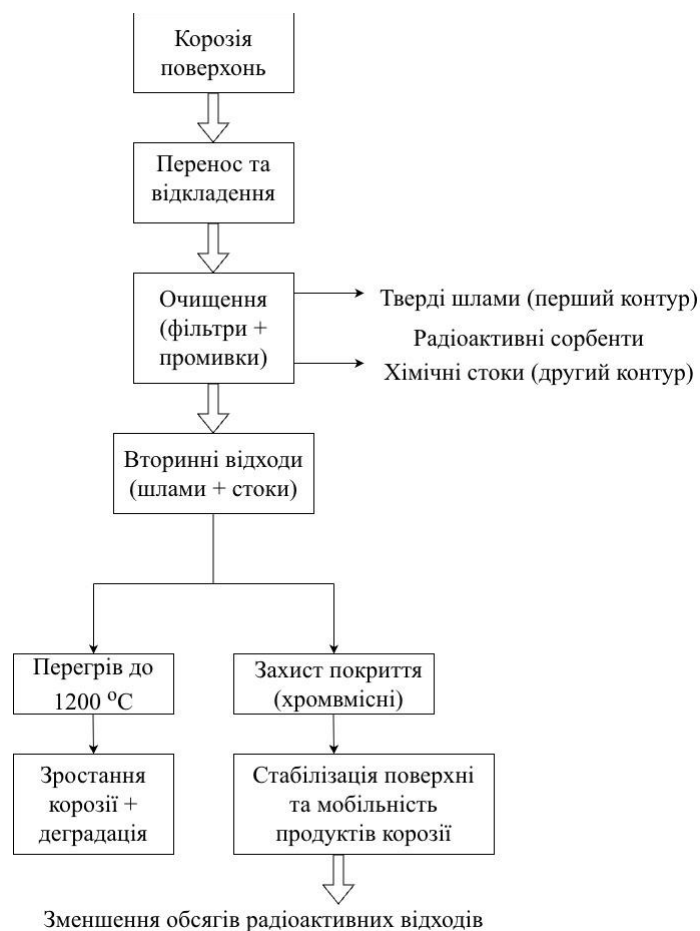 Корозія
поверхонь
Перенос та
відкладення
Очищення
(фільтри +
промивки)
Тверді шлами (перший контур)
Радіоактивні сорбенти
Хімічні стоки (другий контур)
Вторинні відходи
(шлами + стоки)
Перегрів до
1200 ºС
Захист покриття
(хромвмісні)
Зростання
корозії +
деградація
Стабілізація поверхні
та мобільність
продуктів корозії
Зменшення обсягів радіоактивних відходів